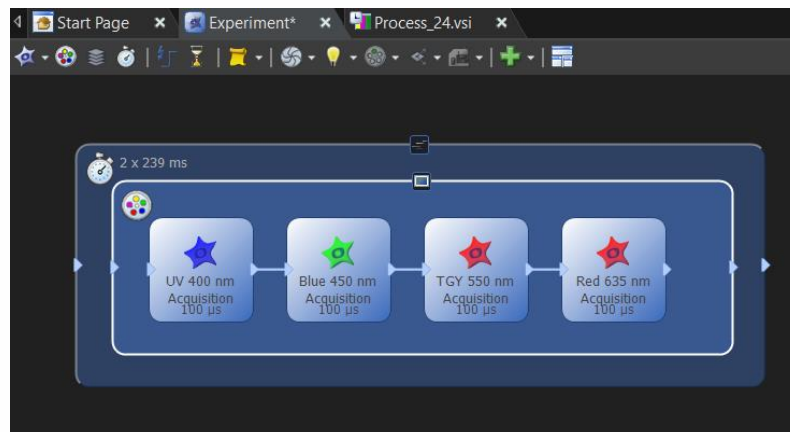 Start Page
Experiment*
Process_24.vsi
2 x 239 ms
UV 400 nm
Acquisition
100 µs
Blue 450 nm
Acquisition
100 µs
TGY 550 nm
Acquisition
100 µs
Red 635 nm
Acquisition
100 µs